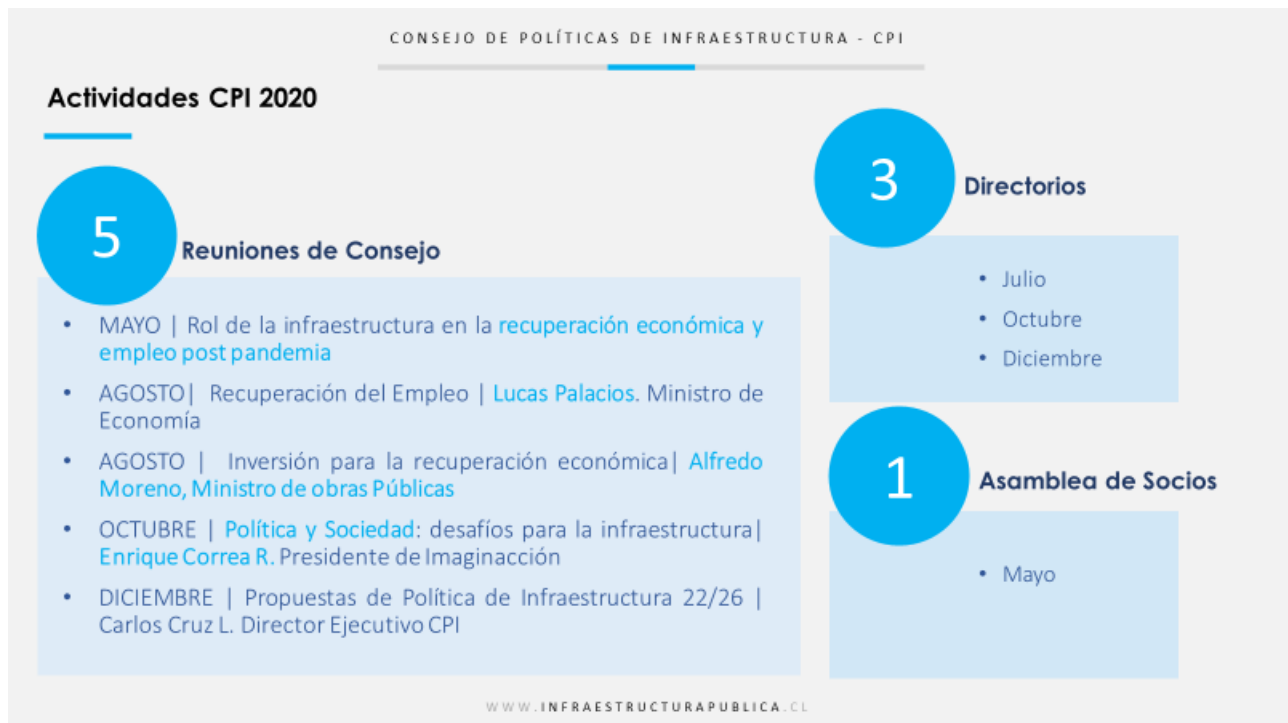 CONSEJO DE POLÍTICAS DE INFRAESTRUCTURA - CPI
Actividades CPI 2020
5
Reuniones de Consejo
• MAYO | Rol de la infraestructura en la recuperación económica y
empleo post pandemia
• AGOSTO| Recuperación del Empleo | Lucas Palacios. Ministro de
Economía
• AGOSTO | Inversión para la recuperación económica| Alfredo
Moreno, Ministro de obras Públicas
• OCTUBRE | Política y Sociedad: desafíos para la infraestructura|
Enrique Correa R. Presidente de Imaginacción
• DICIEMBRE | Propuestas de Política de Infraestructura 22/26 |
Carlos Cruz L. Director Ejecutivo CPI
3
Directorios
• Julio
• Octubre
• Diciembre
1
Asamblea de Socios
• Mayo
WWW.INFRAESTRUCTURAPUBLICA.CL